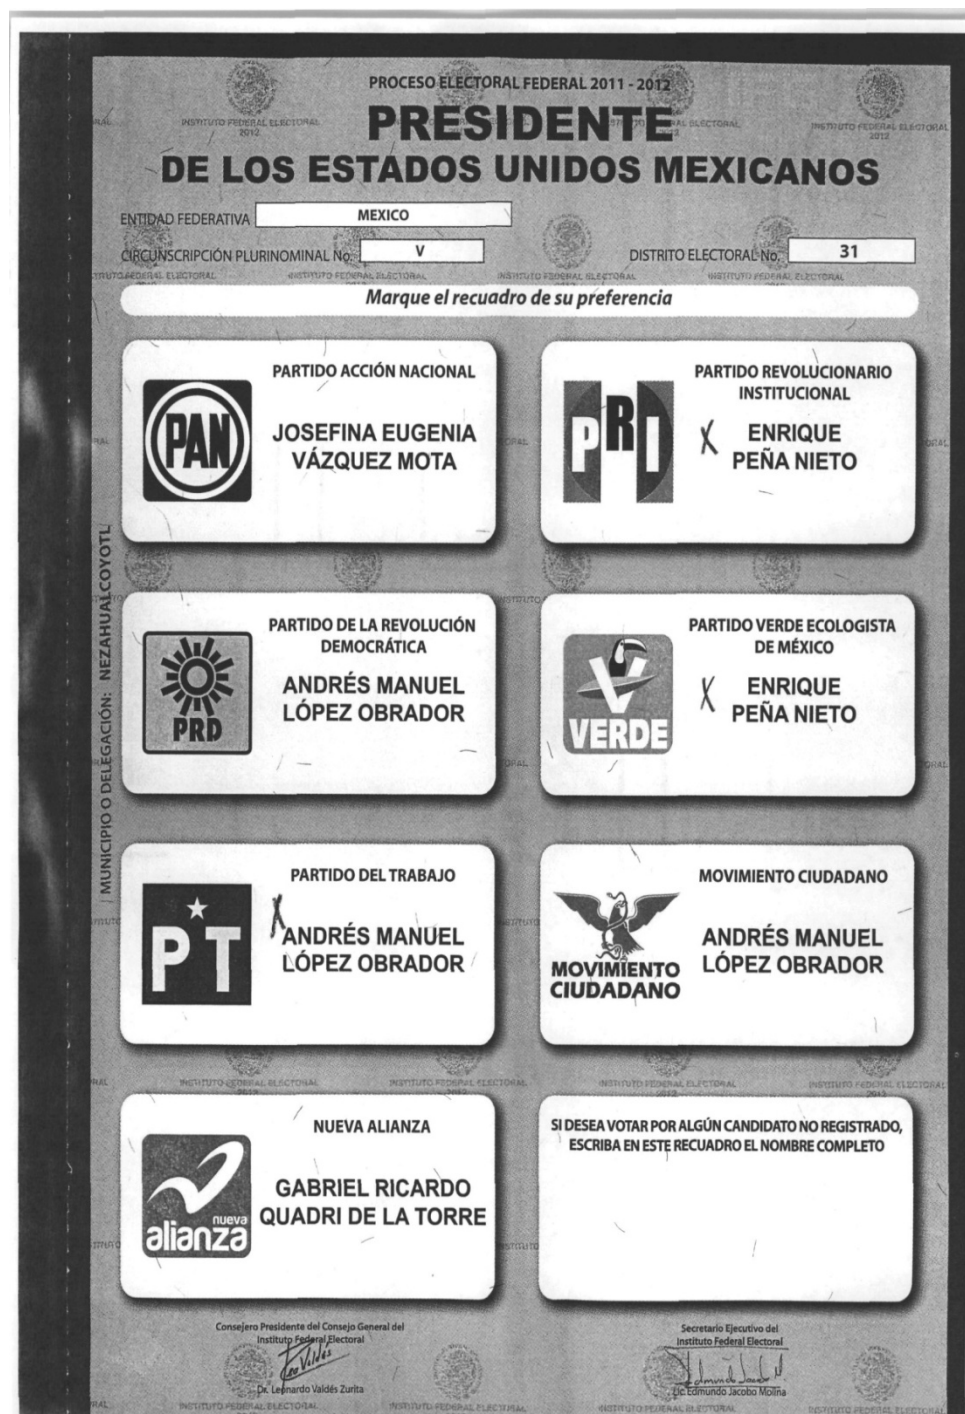 PROCESO ELECTORAL FEDERAL 2011 - 2012
PRESIDENTE
DE LOS ESTADOS UNIDOS MEXICANOS
ENTIDAD FEDERATIVA MEXICO
CIRCUNSCRIPCIÓN PLURINOMINAL No. V DISTRITO ELECTORAL No. 31
Marque el recuadro de su preferencia
PAN
PARTIDO ACCIÓN NACIONAL
JOSEFINA EUGENIA
VÁZQUEZ MOTA
PRI
PARTIDO REVOLUCIONARIO
INSTITUCIONAL
X ENRIQUE
PEÑA NIETO
MUNICIPIO O DELEGACIÓN: NEZAHUALCOYOTL
PRD
PARTIDO DE LA REVOLUCIÓN
DEMOCRÁTICA
ANDRÉS MANUEL
LÓPEZ OBRADOR
VERDE
PARTIDO VERDE ECOLOGISTA
DE MÉXICO
X ENRIQUE
PEÑA NIETO
PT
PARTIDO DEL TRABAJO
X ANDRÉS MANUEL
LÓPEZ OBRADOR
MOVIMIENTO
CIUDADANO
MOVIMIENTO CIUDADANO
ANDRÉS MANUEL
LÓPEZ OBRADOR
nueva
alianza
NUEVA ALIANZA
GABRIEL RICARDO
QUADRI DE LA TORRE
SI DESEA VOTAR POR ALGÚN CANDIDATO NO REGISTRADO,
ESCRIBA EN ESTE RECUADRO EL NOMBRE COMPLETO
Consejero Presidente del Consejo General del
Instituto Federal Electoral
Dr. Leonardo Valdés Zurita
Secretario Ejecutivo del
Instituto Federal Electoral
Lic. Edmundo Jacobo Molina